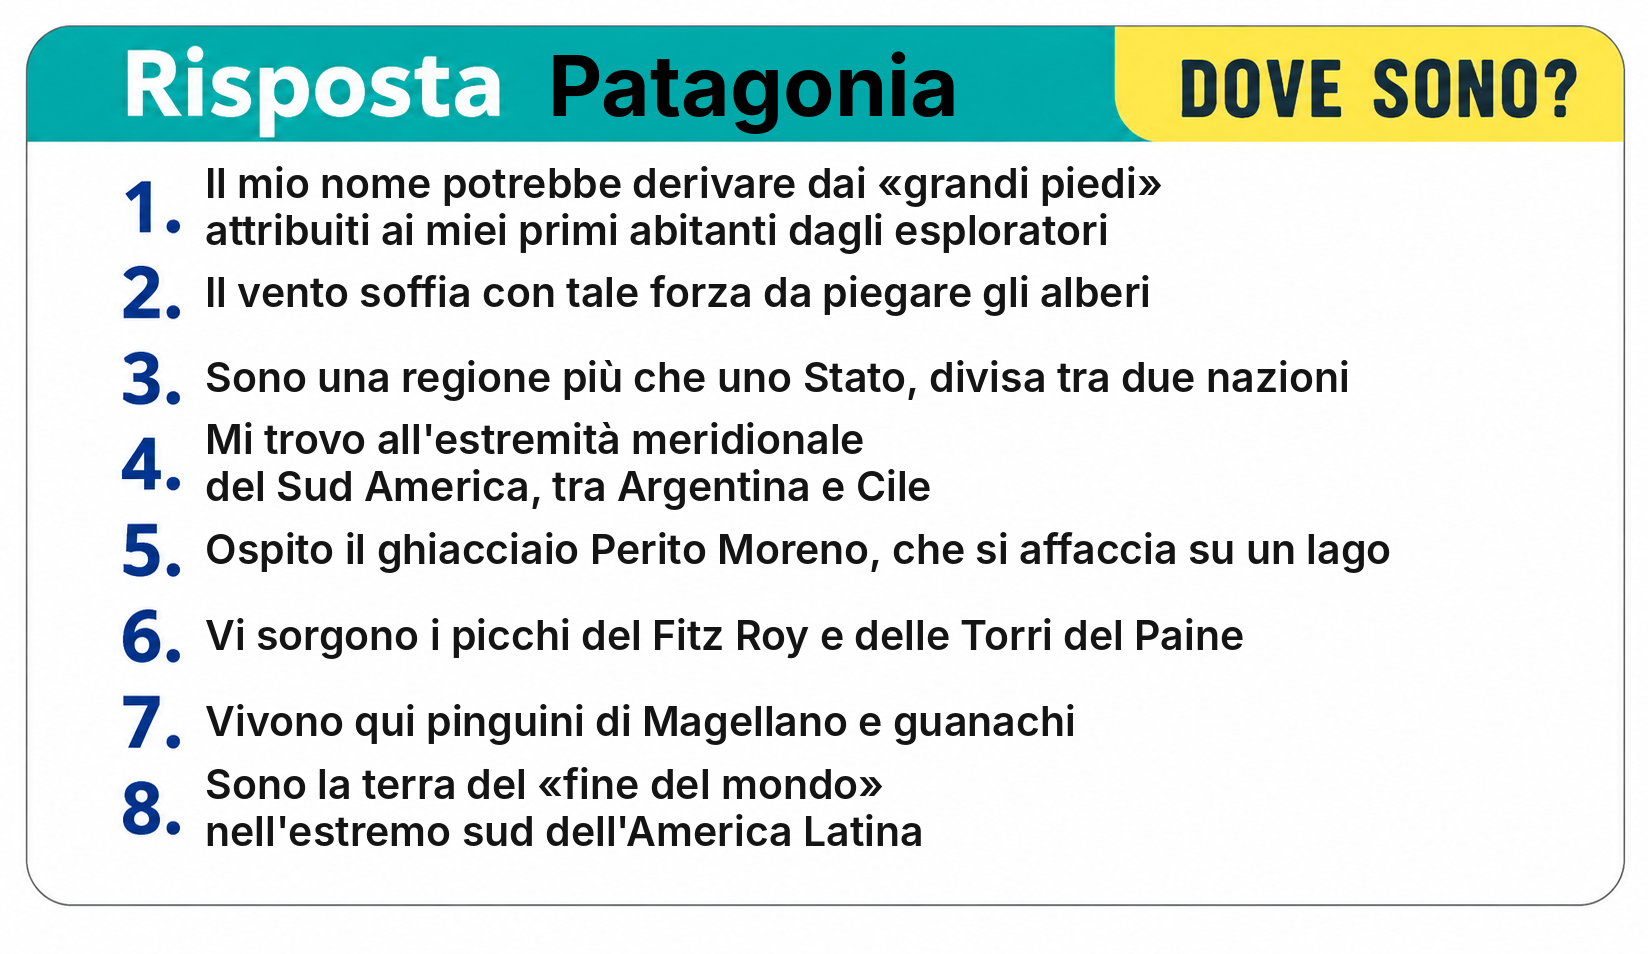 Risposta Patagonia
DOVE SONO?
1. Il mio nome potrebbe derivare dai «grandi piedi»
attribuiti ai miei primi abitanti dagli esploratori
2. Il vento soffia con tale forza da piegare gli alberi
3. Sono una regione più che uno Stato, divisa tra due nazioni
4. Mi trovo all'estremità meridionale
del Sud America, tra Argentina e Cile
5. Ospito il ghiacciaio Perito Moreno, che si affaccia su un lago
6. Vi sorgono i picchi del Fitz Roy e delle Torri del Paine
7. Vivono qui pinguini di Magellano e guanachi
8. Sono la terra del «fine del mondo»
nell'estremo sud dell'America Latina